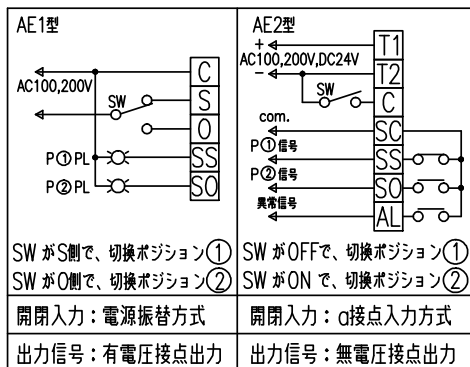 AE1型
AC100,200V
SW
C
S
O
SS
SO
P①PL
P②PL
SW がS側で、切換ポジション①
SW がO側で、切換ポジション②
開閉入力：電源振替方式
出力信号：有電圧接点出力
AE2型
+
AC100,200V,DC24V
−
SW
com.
P①信号
P②信号
異常信号
T1
T2
C
SC
SS
SO
AL
SW がOFFで、切換ポジション①
SW がON で、切換ポジション②
開閉入力：a接点入力方式
出力信号：無電圧接点出力